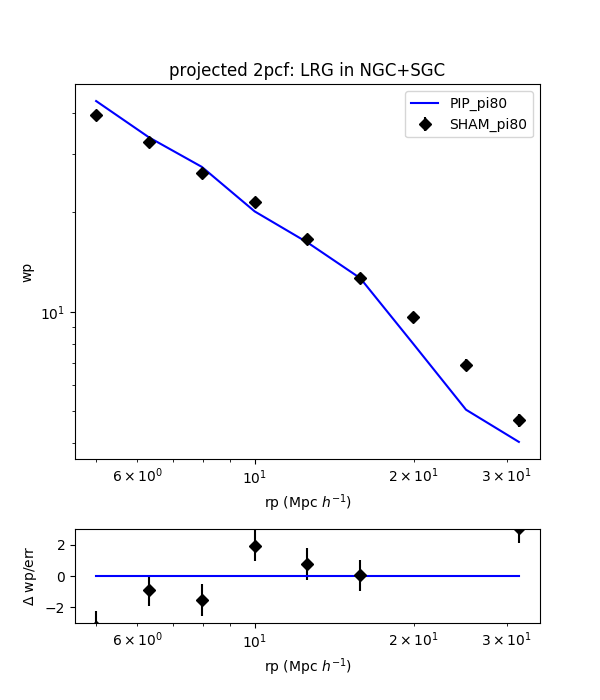 projected 2pcf: LRG in NGC+SGC
PIP_pi80
SHAM_pi80
wp
10¹
6 × 10⁰
10¹
2 × 10¹
3 × 10¹
rp (Mpc h⁻¹)
Δ wp/err
2
0
−2
6 × 10⁰
10¹
2 × 10¹
3 × 10¹
rp (Mpc h⁻¹)